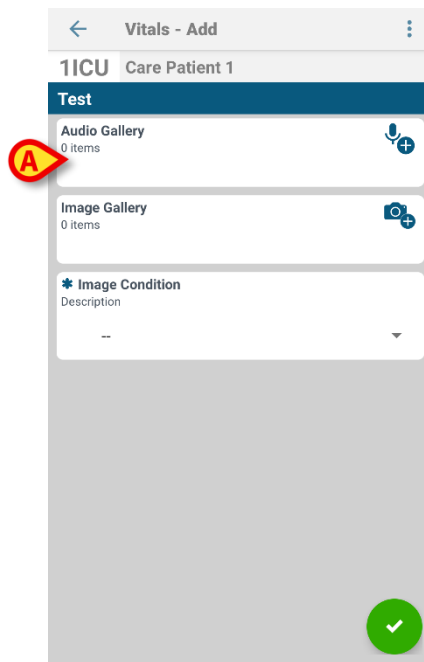 Vitals - Add
1ICU Care Patient 1
Test
Audio Gallery
0 items
A
Image Gallery
0 items
✱ Image Condition
Description
--